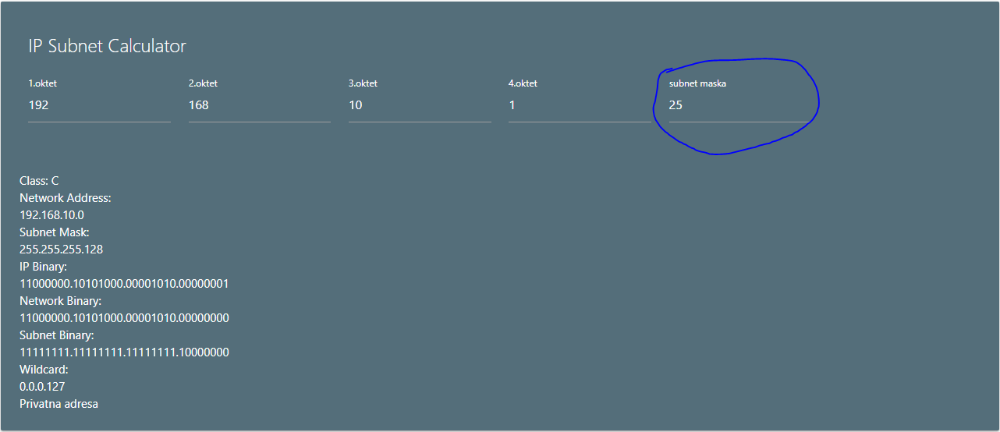 IP Subnet Calculator
1.oktet 2.oktet 3.oktet 4.oktet subnet maska
192 168 10 1 25
Class: C
Network Address:
192.168.10.0
Subnet Mask:
255.255.255.128
IP Binary:
11000000.10101000.00001010.00000001
Network Binary:
11000000.10101000.00001010.00000000
Subnet Binary:
11111111.11111111.11111111.10000000
Wildcard:
0.0.0.127
Privatna adresa